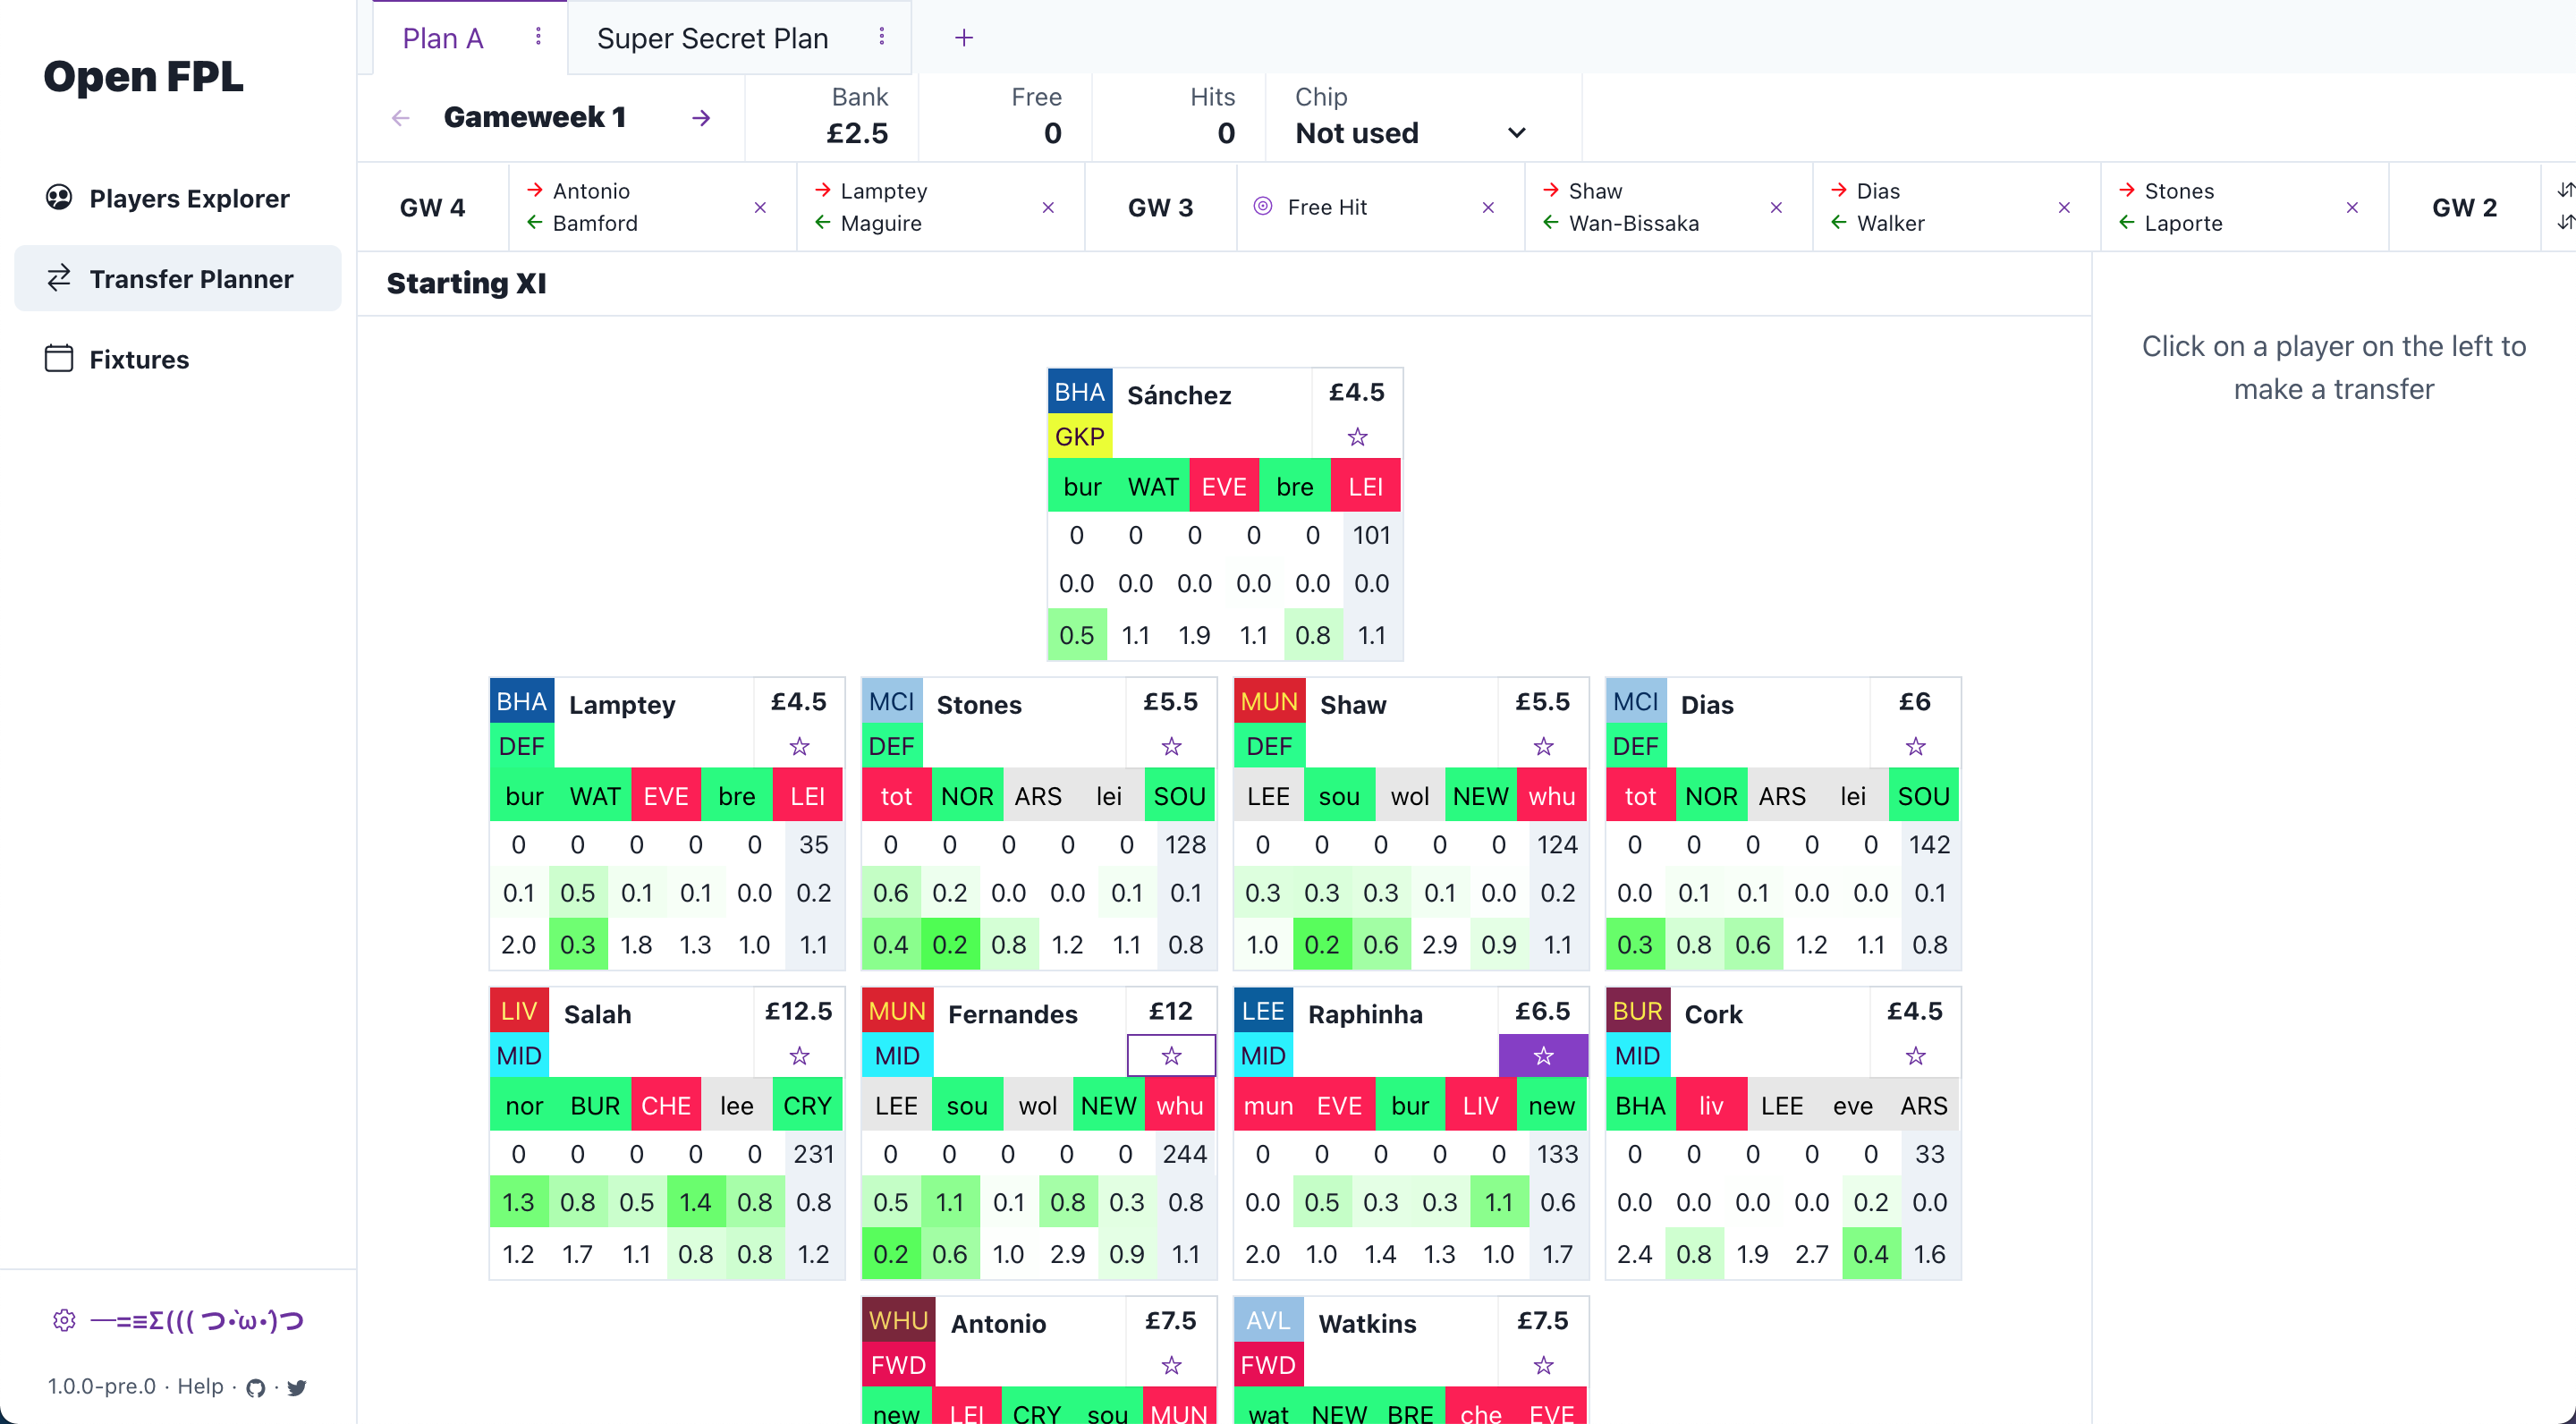 Open FPL
Players Explorer
Transfer Planner
Fixtures
—=≡Σ((( つ•̀ω•́)つ
1.0.0-pre.0 · Help ·  ·
Plan A
Super Secret Plan
+
Gameweek 1
Bank
£2.5
Free
0
Hits
0
Chip
Not used
GW 4
Antonio
Bamford
Lamptey
Maguire
GW 3
Free Hit
Shaw
Wan-Bissaka
Dias
Walker
Stones
Laporte
GW 2
Starting XI
BHA Sánchez £4.5
GKP
bur WAT EVE bre LEI
0 0 0 0 0 101
0.0 0.0 0.0 0.0 0.0 0.0
0.5 1.1 1.9 1.1 0.8 1.1
BHA Lamptey £4.5
DEF
bur WAT EVE bre LEI
0 0 0 0 0 35
0.1 0.5 0.1 0.1 0.0 0.2
2.0 0.3 1.8 1.3 1.0 1.1
MCI Stones £5.5
DEF
tot NOR ARS lei SOU
0 0 0 0 0 128
0.6 0.2 0.0 0.0 0.1 0.1
0.4 0.2 0.8 1.2 1.1 0.8
MUN Shaw £5.5
DEF
LEE sou wol NEW whu
0 0 0 0 0 124
0.3 0.3 0.3 0.1 0.0 0.2
1.0 0.2 0.6 2.9 0.9 1.1
MCI Dias £6
DEF
tot NOR ARS lei SOU
0 0 0 0 0 142
0.0 0.1 0.1 0.0 0.0 0.1
0.3 0.8 0.6 1.2 1.1 0.8
LIV Salah £12.5
MID
nor BUR CHE lee CRY
0 0 0 0 0 231
1.3 0.8 0.5 1.4 0.8 0.8
1.2 1.7 1.1 0.8 0.8 1.2
MUN Fernandes £12
MID
LEE sou wol NEW whu
0 0 0 0 0 244
0.5 1.1 0.1 0.8 0.3 0.8
0.2 0.6 1.0 2.9 0.9 1.1
LEE Raphinha £6.5
MID
mun EVE bur LIV new
0 0 0 0 0 133
0.0 0.5 0.3 0.3 1.1 0.6
2.0 1.0 1.4 1.3 1.0 1.7
BUR Cork £4.5
MID
BHA liv LEE eve ARS
0 0 0 0 0 33
0.0 0.0 0.0 0.0 0.2 0.0
2.4 0.8 1.9 2.7 0.4 1.6
WHU Antonio £7.5
FWD
new LEI CRY sou MUN
AVL Watkins £7.5
FWD
wat NEW BRE che EVE
Click on a player on the left to
make a transfer